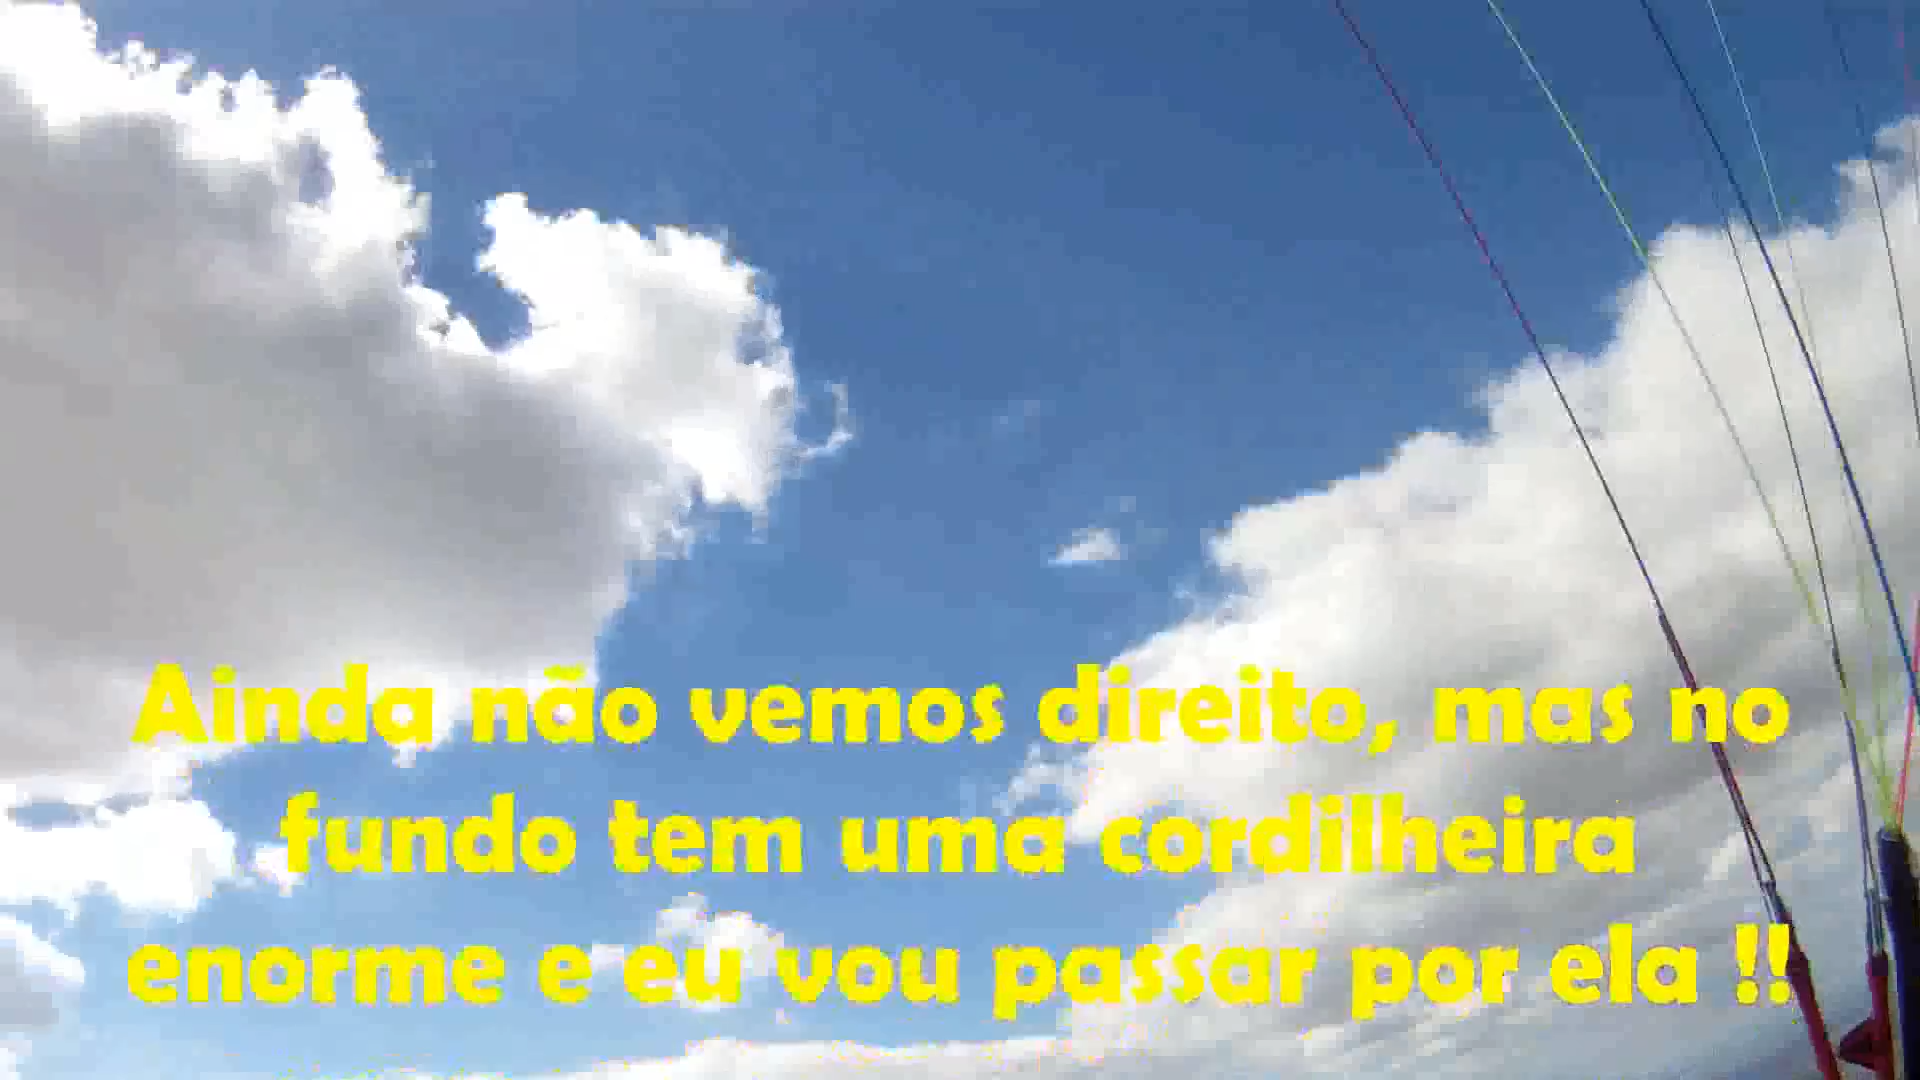 Ainda não vemos direito, mas no
fundo tem uma cordilheira
enorme e eu vou passar por ela !!